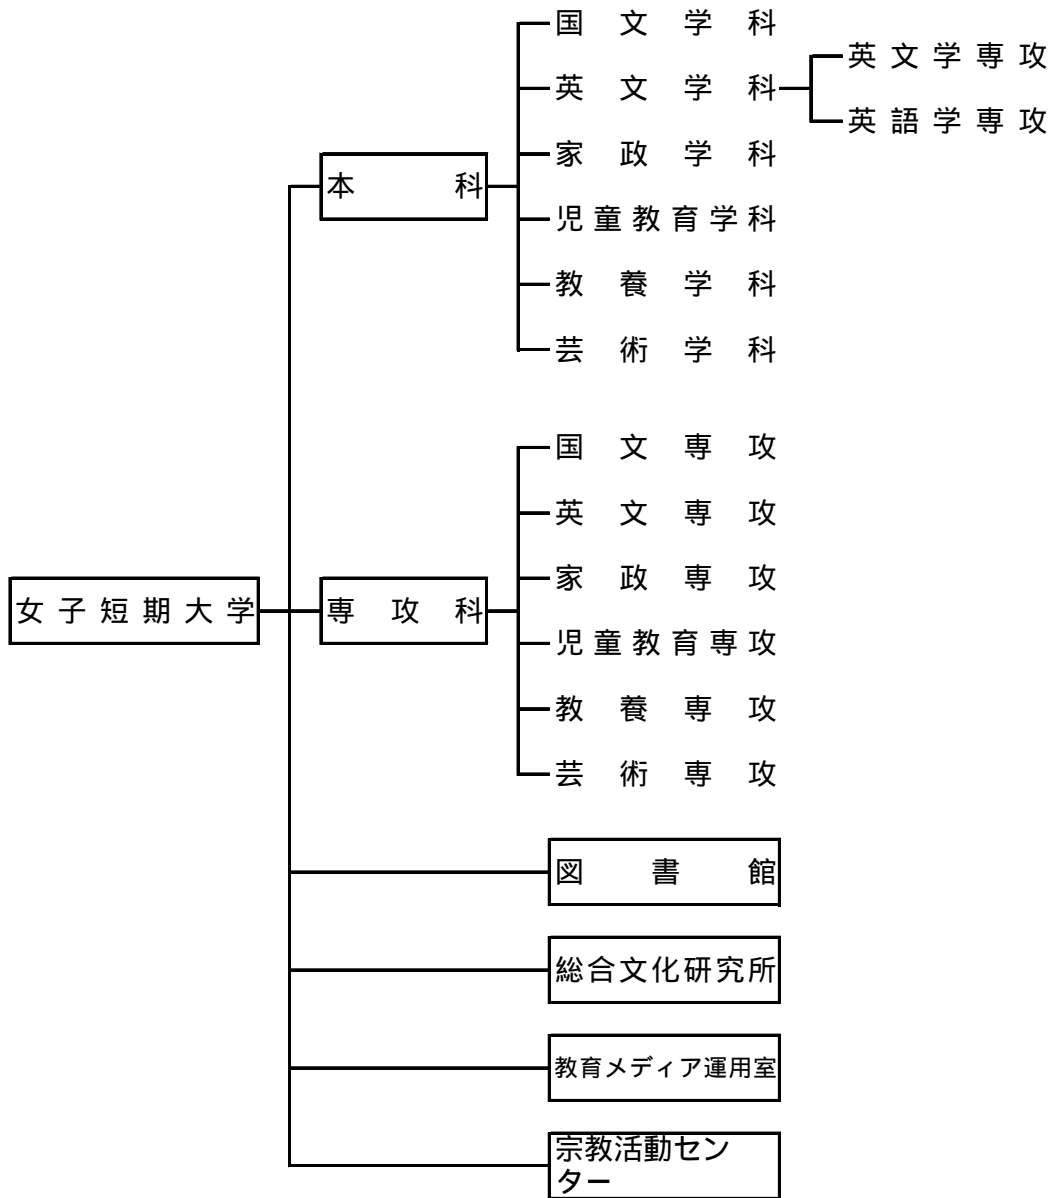 国文学科
英文学科
英文学専攻
英語学専攻
家政学科
本科
児童教育学科
教養学科
芸術学科
国文専攻
英文専攻
家政専攻
女子短期大学
専攻科
児童教育専攻
教養専攻
芸術専攻
図書館
総合文化研究所
教育メディア運用室
宗教活動セン
ター